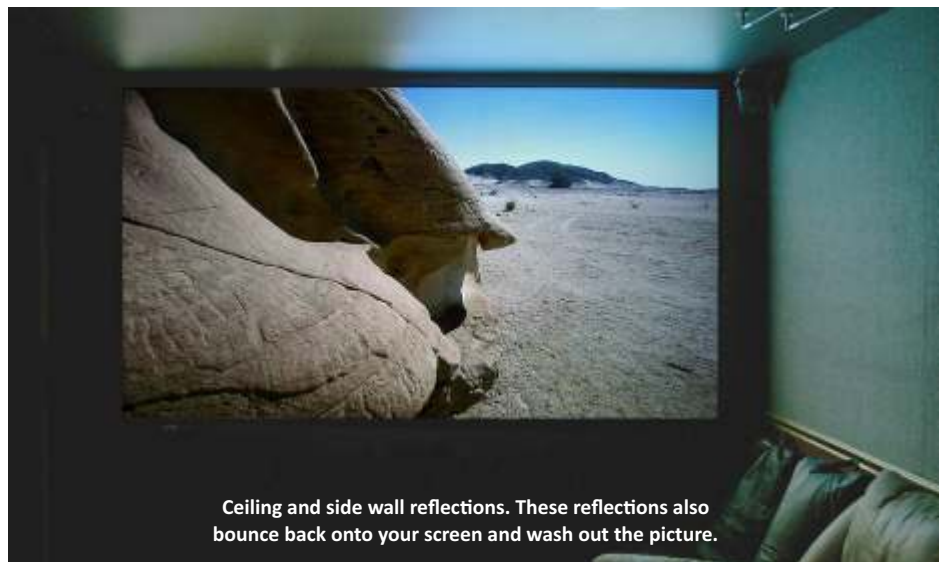 Ceiling and side wall reflections. These reflections also
bounce back onto your screen and wash out the picture.